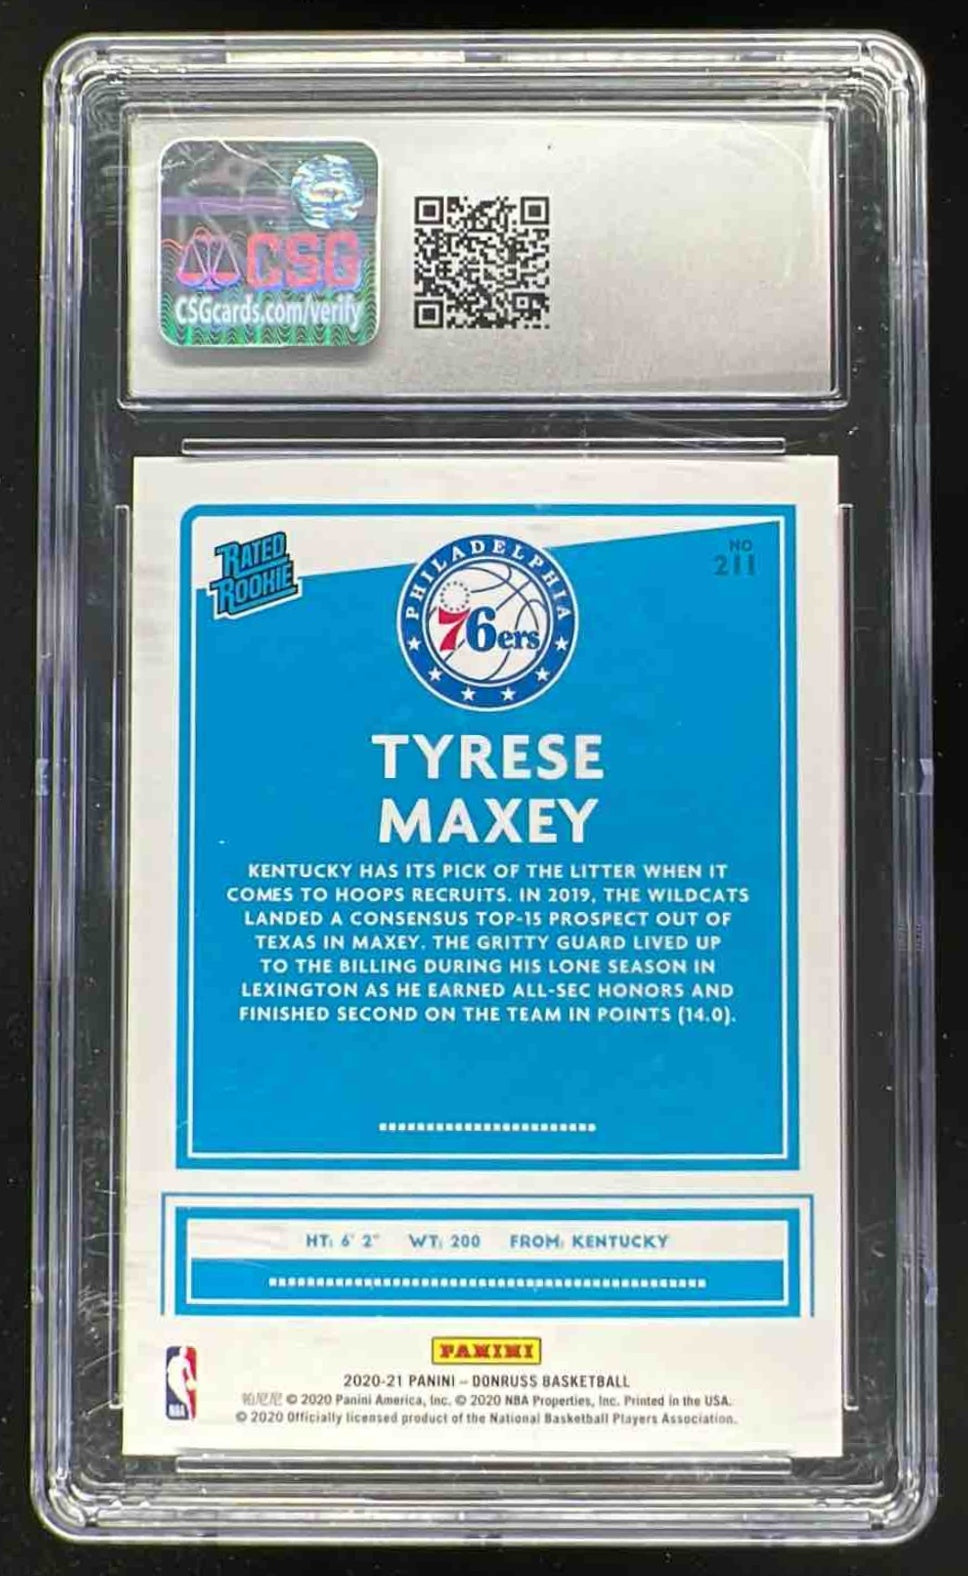 CSG
CSGcards.com/verify
RATED
ROOKIE
PHILADELPHIA
76ers
NO
211
TYRESE
MAXEY
KENTUCKY HAS ITS PICK OF THE LITTER WHEN IT
COMES TO HOOPS RECRUITS. IN 2019, THE WILDCATS
LANDED A CONSENSUS TOP-15 PROSPECT OUT OF
TEXAS IN MAXEY. THE GRITTY GUARD LIVED UP
TO THE BILLING DURING HIS LONE SEASON IN
LEXINGTON AS HE EARNED ALL-SEC HONORS AND
FINISHED SECOND ON THE TEAM IN POINTS (14.0).
HT: 6' 2" WT: 200 FROM: KENTUCKY
PANINI
NBA
2020-21 PANINI – DONRUSS BASKETBALL
帕尼尼 © 2020 Panini America, Inc. © 2020 NBA Properties, Inc. Printed in the USA.
© 2020 Officially licensed product of the National Basketball Players Association.